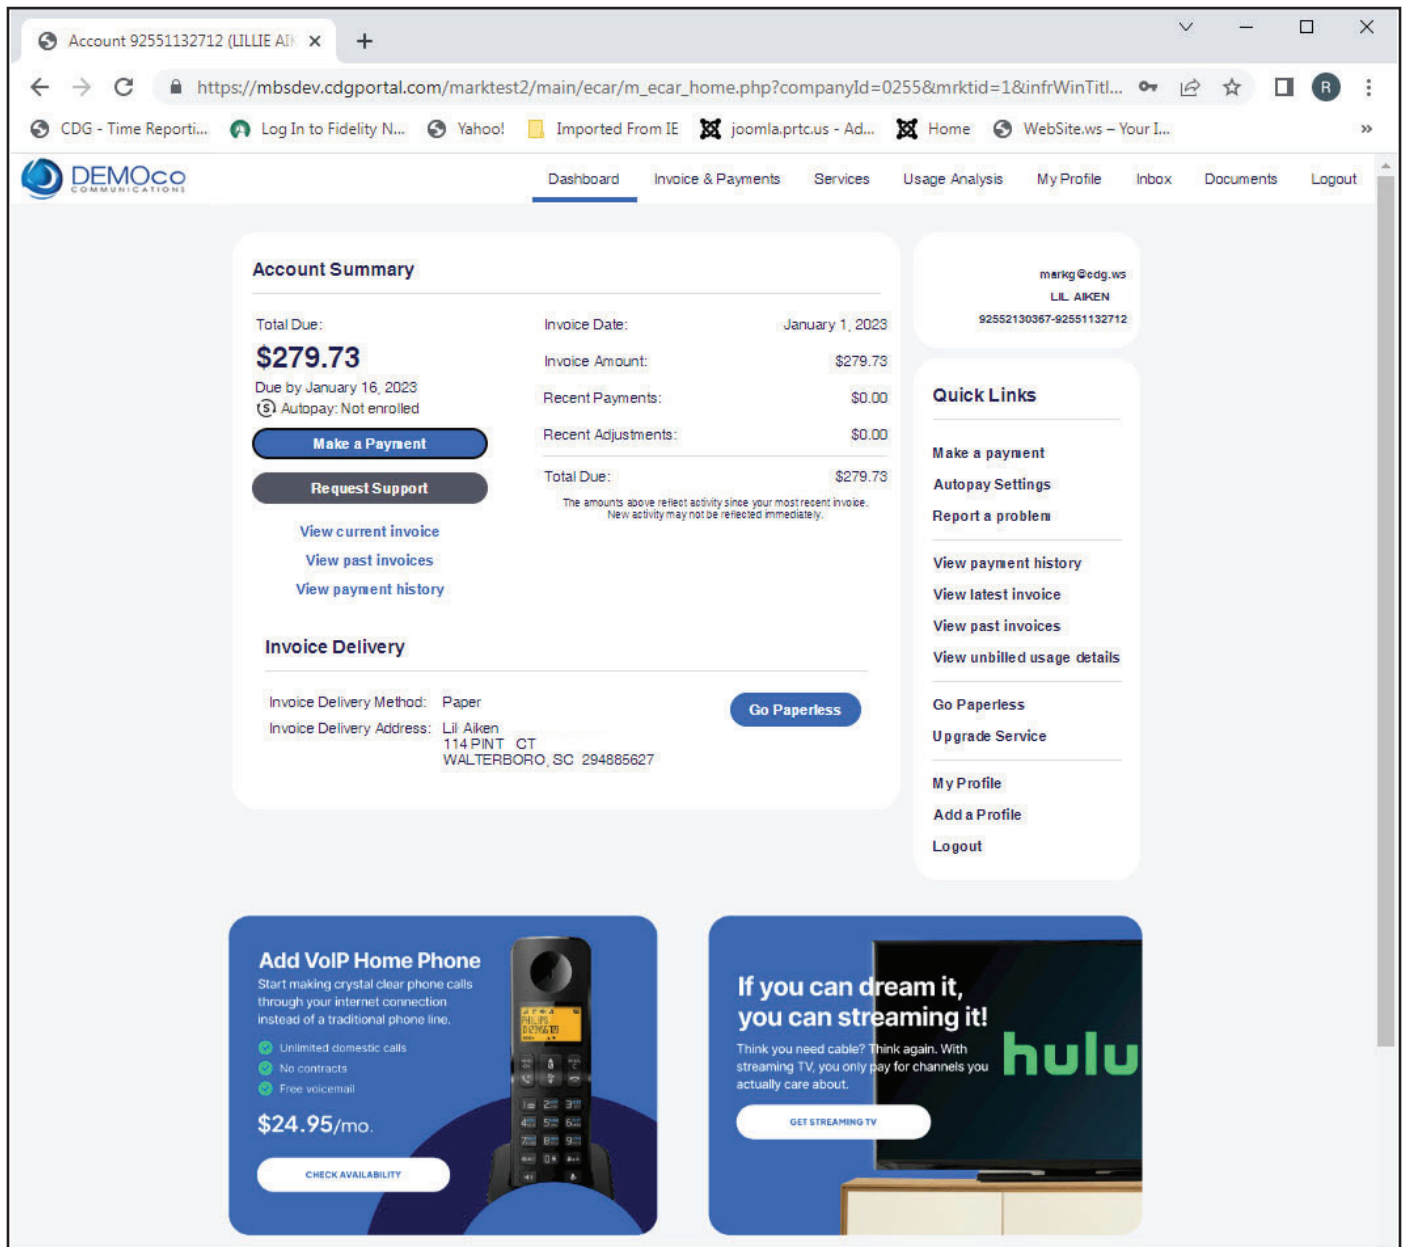 Account 92551132712 (LILLIE AIK
https://mbsdev.cdgportal.com/marktest2/main/ecar/m_ecar_home.php?companyId=0255&mrktid=1&infrWinTitl...
R
CDG - Time Reporti... Log In to Fidelity N... Yahoo! Imported From IE joomla.prtc.us - Ad... Home WebSite.ws – Your I... »
DEMOco
COMMUNICATIONS
Dashboard Invoice & Payments Services Usage Analysis My Profile Inbox Documents Logout
Account Summary
Total Due:
$279.73
Due by January 16, 2023
Autopay: Not enrolled
Make a Payment
Request Support
View current invoice
View past invoices
View payment history
Invoice Date: January 1, 2023
Invoice Amount: $279.73
Recent Payments: $0.00
Recent Adjustments: $0.00
Total Due: $279.73
The amounts above reflect activity since your most recent invoice.
New activity may not be reflected immediately.
Invoice Delivery
Invoice Delivery Method: Paper
Invoice Delivery Address: Lil Aiken
114 PINT CT
WALTERBORO, SC 294885627
Go Paperless
markg@cdg.ws
LIL AIKEN
92552130367-92551132712
Quick Links
Make a payment
Autopay Settings
Report a problem
View payment history
View latest invoice
View past invoices
View unbilled usage details
Go Paperless
Upgrade Service
My Profile
Add a Profile
Logout
Add VoIP Home Phone
Start making crystal clear phone calls
through your internet connection
instead of a traditional phone line.
Unlimited domestic calls
No contracts
Free voicemail
$24.95/mo.
CHECK AVAILABILITY
PHILIPS
If you can dream it,
you can streaming it!
Think you need cable? Think again. With
streaming TV, you only pay for channels you
actually care about.
GET STREAMING TV
hulu